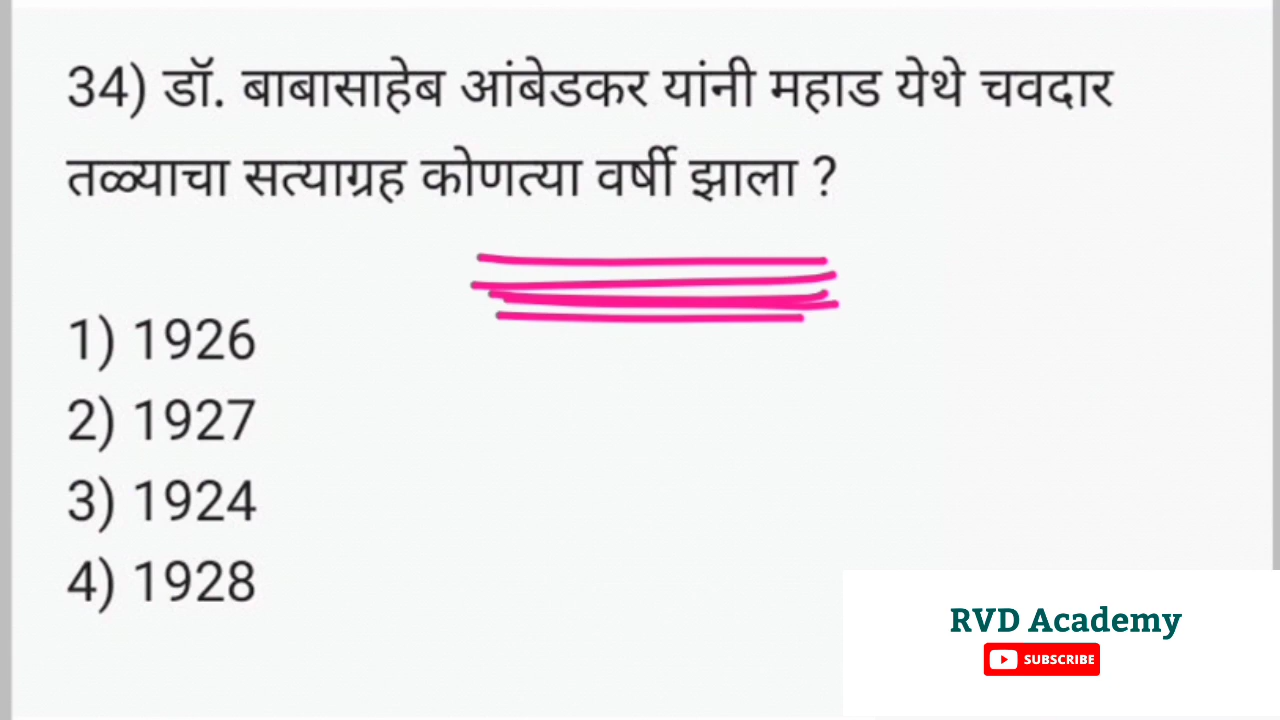 34) डॉ. बाबासाहेब आंबेडकर यांनी महाड येथे चवदार
तळ्याचा सत्याग्रह कोणत्या वर्षी झाला ?
1) 1926
2) 1927
3) 1924
4) 1928
RVD Academy
SUBSCRIBE